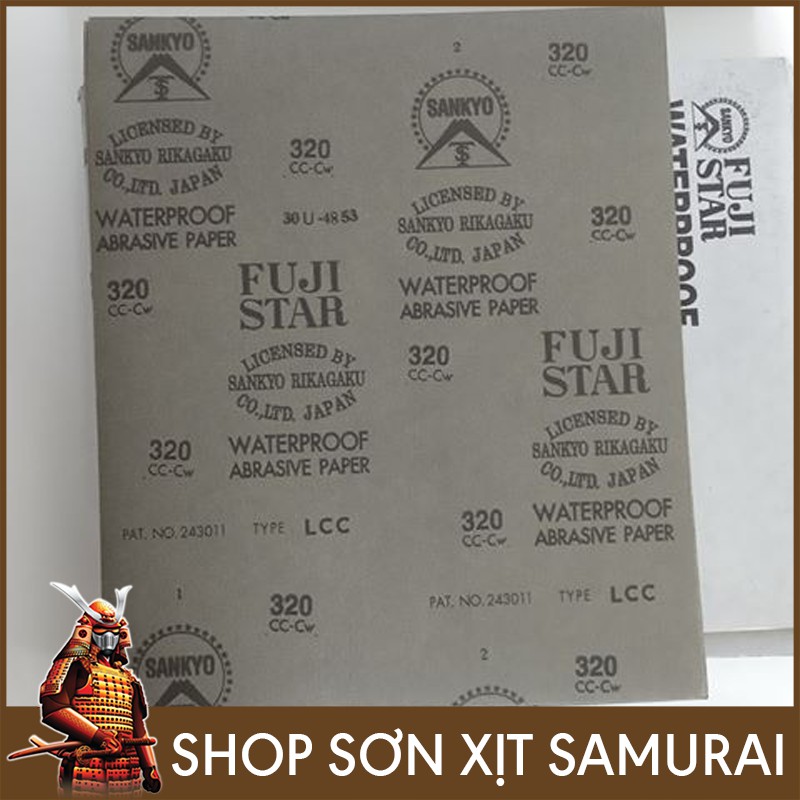 SANKYO
2
320
CC-Cw
SANKYO
LICENSED BY
SANKYO RIKAGAKU
CO.,LTD. JAPAN
320
CC-Cw
LICENSED BY
SANKYO RIKAGAKU
CO.,LTD. JAPAN
320
CC-Cw
WATERPROOF
ABRASIVE PAPER
30U-4853
320
CC-Cw
FUJI
STAR
WATERPROOF
ABRASIVE PAPER
LICENSED BY
SANKYO RIKAGAKU
CO.,LTD. JAPAN
320
CC-Cw
FUJI
STAR
320
CC-Cw
WATERPROOF
ABRASIVE PAPER
LICENSED BY
SANKYO RIKAGAKU
CO.,LTD. JAPAN
PAT. NO. 243011 TYPE LCC
320
CC-Cw
WATERPROOF
ABRASIVE PAPER
1
320
CC-Cw
PAT. NO. 243011 TYPE LCC
SANKYO
2
320
CC-Cw
SANKYO
FUJI
STAR
WATERPROOF
SHOP SƠN XỊT SAMURAI